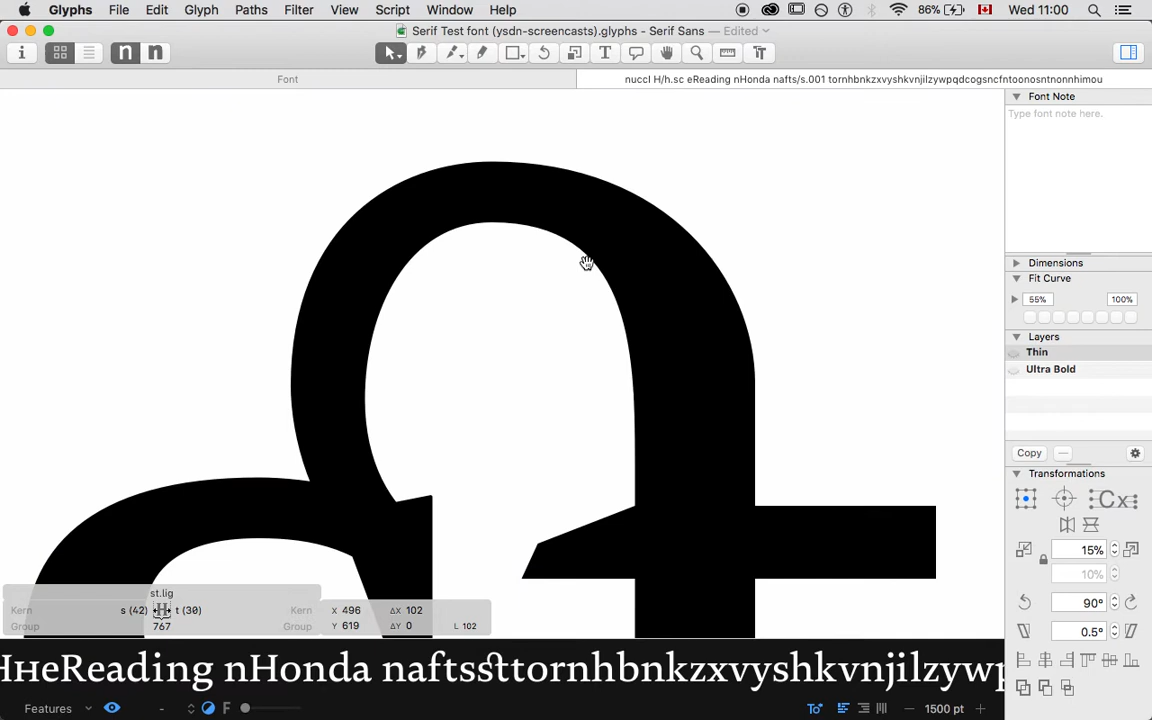 Glyphs File Edit Glyph Paths Filter View Script Window Help 86% Wed 11:00
Serif Test font (ysdn-screencasts).glyphs - Serif Sans — Edited
Font
nuccl H/h.sc eReading nHonda nafts/s.001 tornhbnkzxvyshkvnjilzywpqdcogsncfntoonosntnonnhimou
Font Note
Type font note here.
Dimensions
Fit Curve
55% 100%
Layers
Thin
Ultra Bold
Copy
Transformations
15%
10%
90°
0.5°
st.lig
Kern s (42) t (30) Kern X 496 ΔX 102
Group 767 Group Y 619 ΔY 0 L 102
HHeReading nHonda naftssttornhbnkzxvyshkvnjilzywp
Features - F 1500 pt